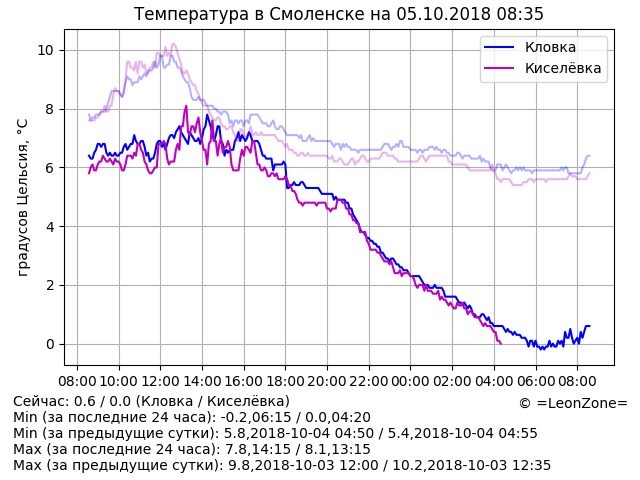 Температура в Смоленске на 05.10.2018 08:35
Кловка
Киселёвка
градусов Цельсия, °C
10
8
6
4
2
0
08:00 10:00 12:00 14:00 16:00 18:00 20:00 22:00 00:00 02:00 04:00 06:00 08:00
Сейчас: 0.6 / 0.0 (Кловка / Киселёвка)
© =LeonZone=
Min (за последние 24 часа): -0.2,06:15 / 0.0,04:20
Min (за предыдущие сутки): 5.8,2018-10-04 04:50 / 5.4,2018-10-04 04:55
Max (за последние 24 часа): 7.8,14:15 / 8.1,13:15
Max (за предыдущие сутки): 9.8,2018-10-03 12:00 / 10.2,2018-10-03 12:35